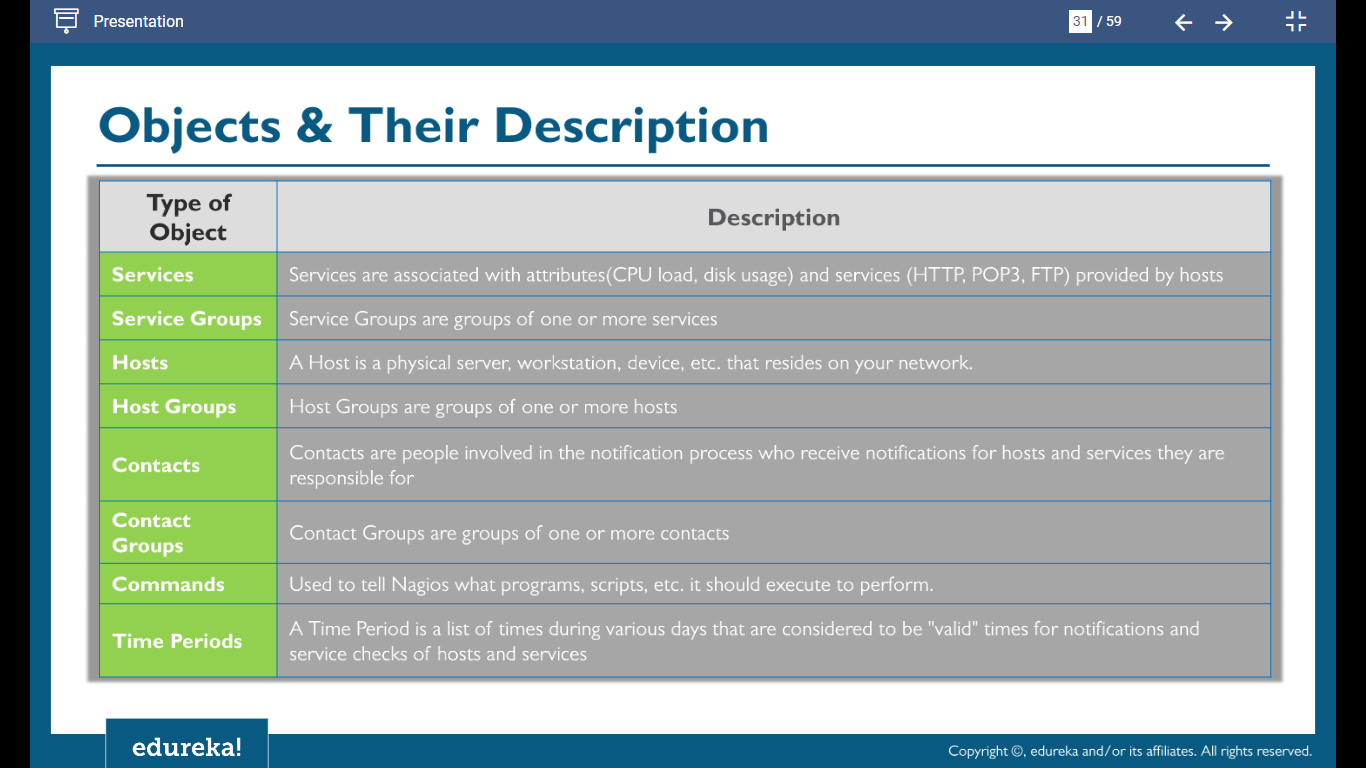 Presentation
31 / 59
Objects & Their Description
Type of
Object
Description
Services
Services are associated with attributes(CPU load, disk usage) and services (HTTP, POP3, FTP) provided by hosts
Service Groups
Service Groups are groups of one or more services
Hosts
A Host is a physical server, workstation, device, etc. that resides on your network.
Host Groups
Host Groups are groups of one or more hosts
Contacts
Contacts are people involved in the notification process who receive notifications for hosts and services they are
responsible for
Contact
Groups
Contact Groups are groups of one or more contacts
Commands
Used to tell Nagios what programs, scripts, etc. it should execute to perform.
Time Periods
A Time Period is a list of times during various days that are considered to be "valid" times for notifications and
service checks of hosts and services
edureka!
Copyright ©, edureka and/or its affiliates. All rights reserved.